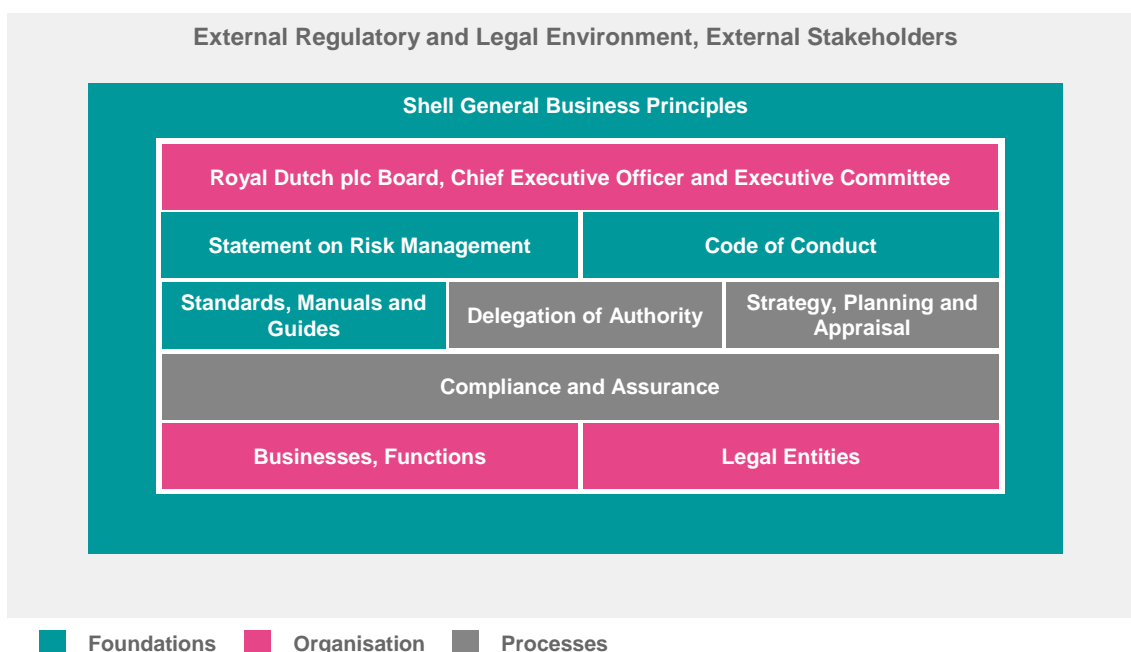 External Regulatory and Legal Environment, External Stakeholders
Shell General Business Principles
Royal Dutch plc Board, Chief Executive Officer and Executive Committee
Statement on Risk Management
Code of Conduct
Standards, Manuals and
Guides
Delegation of Authority
Strategy, Planning and
Appraisal
Compliance and Assurance
Businesses, Functions
Legal Entities
Foundations
Organisation
Processes